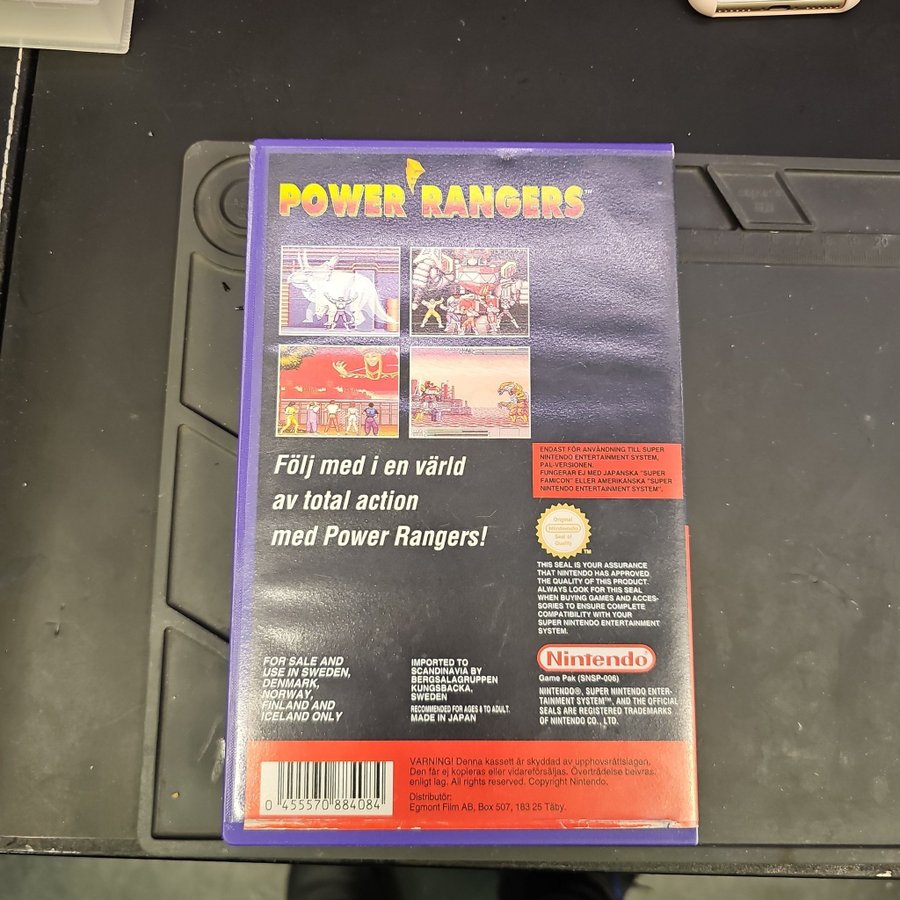 POWER RANGERS™
Följ med i en värld
av total action
med Power Rangers!
ENDAST FÖR ANVÄNDNING TILL SUPER
NINTENDO ENTERTAINMENT SYSTEM,
PAL-VERSIONEN.
FUNGERAR EJ MED JAPANSKA "SUPER
FAMICON" ELLER AMERIKANSKA "SUPER
NINTENDO ENTERTAINMENT SYSTEM".
Original
Nintendo
Seal of
Quality
TM
THIS SEAL IS YOUR ASSURANCE
THAT NINTENDO HAS APPROVED
THE QUALITY OF THIS PRODUCT.
ALWAYS LOOK FOR THIS SEAL
WHEN BUYING GAMES AND ACCES-
SORIES TO ENSURE COMPLETE
COMPATIBILITY WITH YOUR
SUPER NINTENDO ENTERTAINMENT
SYSTEM.
FOR SALE AND
USE IN SWEDEN,
DENMARK,
NORWAY,
FINLAND AND
ICELAND ONLY
IMPORTED TO
SCANDINAVIA BY
BERGSALAGRUPPEN
KUNGSBACKA,
SWEDEN
RECOMMENDED FOR AGES 8 TO ADULT.
MADE IN JAPAN
Nintendo
Game Pak (SNSP-006)
NINTENDO®, SUPER NINTENDO ENTER-
TAINMENT SYSTEM™, AND THE OFFICIAL
SEALS ARE REGISTERED TRADEMARKS
OF NINTENDO CO., LTD.
0 455570 884084
VARNING! Denna kassett är skyddad av upphovsrättslagen.
Den får ej kopieras eller vidareförsäljas. Överträdelse beivras
enligt lag. All rights reserved. Copyright Nintendo.
Distributör:
Egmont Film AB, Box 507, 183 25 Täby.
20